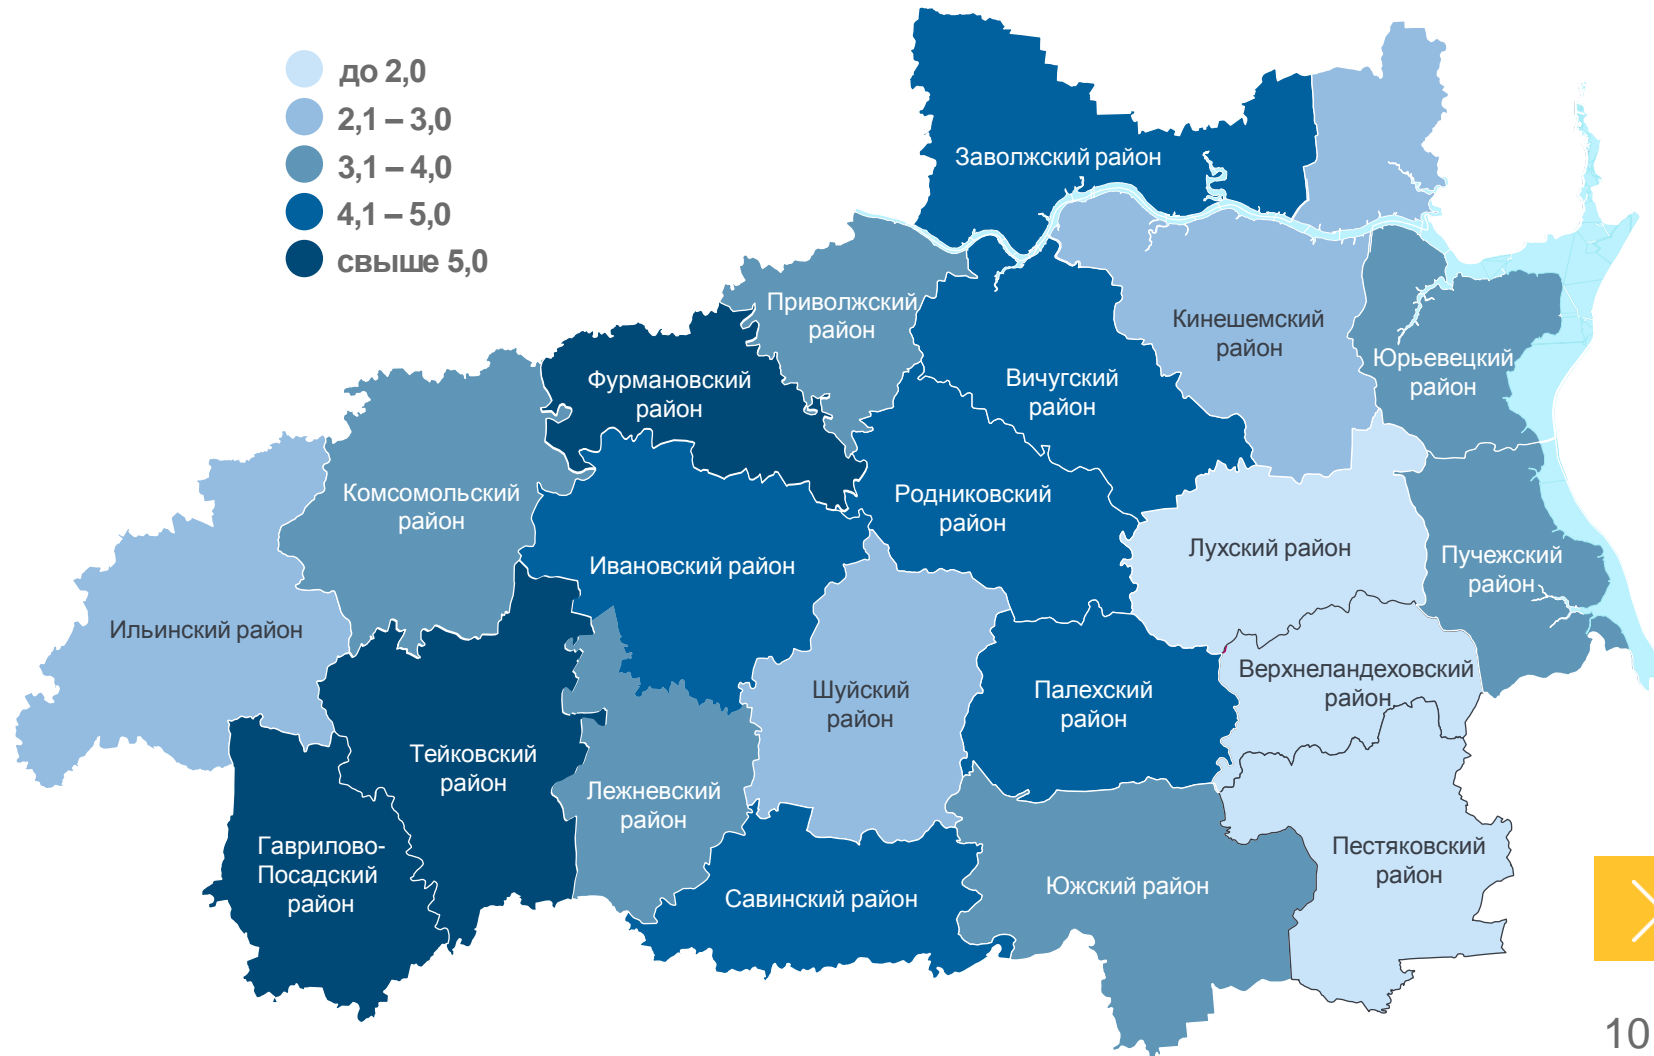 до 2,0
2,1 – 3,0
3,1 – 4,0
4,1 – 5,0
свыше 5,0
Заволжский район
Приволжский
район
Кинешемский
район
Юрьевецкий
район
Фурмановский
район
Вичугский
район
Комсомольский
район
Родниковский
район
Ивановский район
Лухский район
Пучежский
район
Ильинский район
Верхнеландеховский
район
Шуйский
район
Палехский
район
Тейковский
район
Лежневский
район
Гаврилово-
Посадский
район
Пестяковский
район
Савинский район
Южский район
10